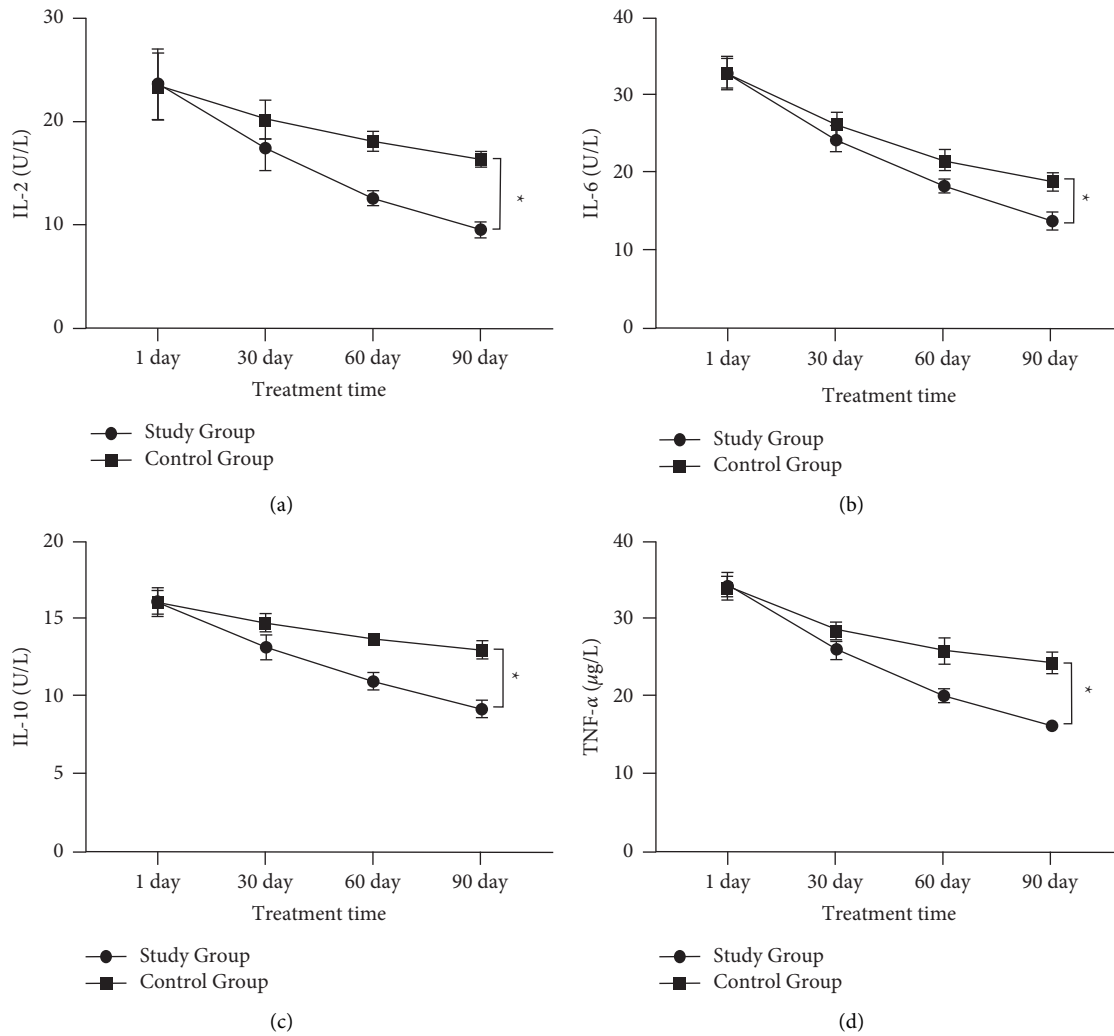 30
20
10
0
IL-2 (U/L)
*
1 day 30 day 60 day 90 day
Treatment time
Study Group
Control Group
(a)
40
30
20
10
0
IL-6 (U/L)
*
1 day 30 day 60 day 90 day
Treatment time
Study Group
Control Group
(b)
20
15
10
5
0
IL-10 (U/L)
*
1 day 30 day 60 day 90 day
Treatment time
Study Group
Control Group
(c)
40
30
20
10
0
TNF-α (μg/L)
*
1 day 30 day 60 day 90 day
Treatment time
Study Group
Control Group
(d)